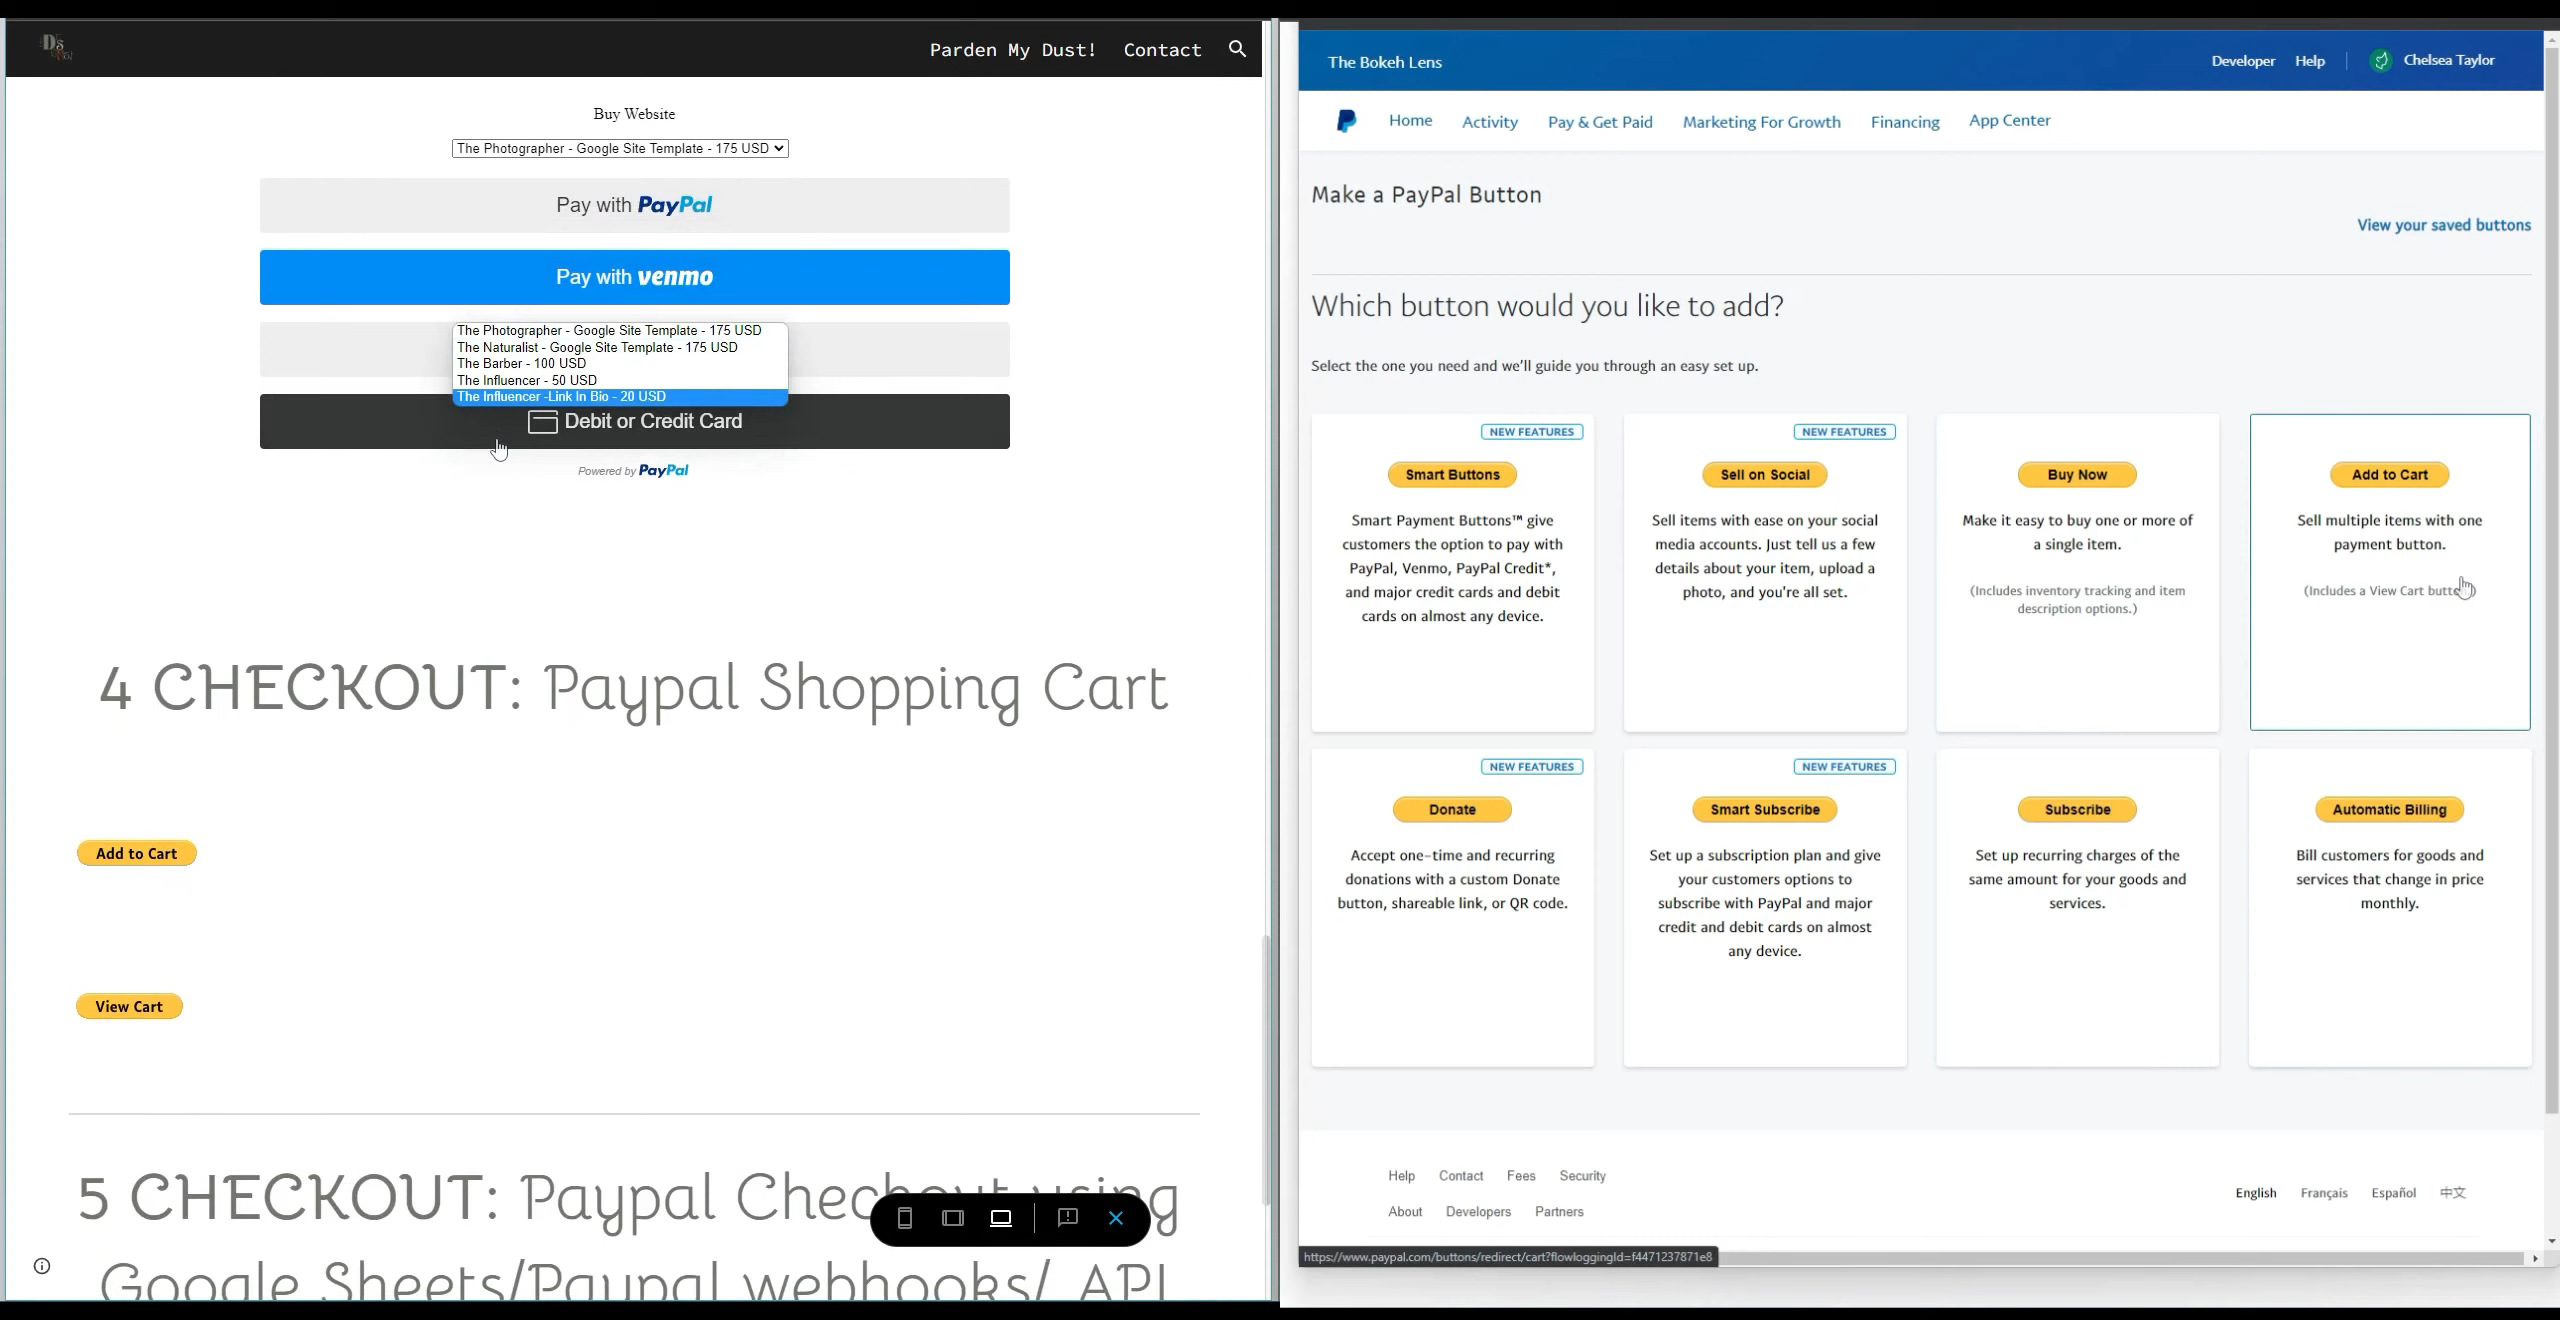 Parden My Dust!
Contact
Buy Website
The Photographer - Google Site Template - 175 USD
Pay with PayPal
Pay with venmo
The Photographer - Google Site Template - 175 USD
The Naturalist - Google Site Template - 175 USD
The Barber - 100 USD
The Influencer - 50 USD
The Influencer -Link In Bio - 20 USD
Debit or Credit Card
Powered by PayPal
4 CHECKOUT: Paypal Shopping Cart
Add to Cart
View Cart
5 CHECKOUT: Paypal Checkout using
Google Sheets/Paypal webhooks/ API
The Bokeh Lens
Developer
Help
Chelsea Taylor
Home
Activity
Pay & Get Paid
Marketing For Growth
Financing
App Center
Make a PayPal Button
View your saved buttons
Which button would you like to add?
Select the one you need and we'll guide you through an easy set up.
NEW FEATURES
Smart Buttons
Smart Payment Buttons™ give
customers the option to pay with
PayPal, Venmo, PayPal Credit*,
and major credit cards and debit
cards on almost any device.
NEW FEATURES
Sell on Social
Sell items with ease on your social
media accounts. Just tell us a few
details about your item, upload a
photo, and you're all set.
Buy Now
Make it easy to buy one or more of
a single item.
(Includes inventory tracking and item
description options.)
Add to Cart
Sell multiple items with one
payment button.
(Includes a View Cart button)
NEW FEATURES
Donate
Accept one-time and recurring
donations with a custom Donate
button, shareable link, or QR code.
NEW FEATURES
Smart Subscribe
Set up a subscription plan and give
your customers options to
subscribe with PayPal and major
credit and debit cards on almost
any device.
Subscribe
Set up recurring charges of the
same amount for your goods and
services.
Automatic Billing
Bill customers for goods and
services that change in price
monthly.
Help
Contact
Fees
Security
About
Developers
Partners
English
Français
Español
中文
https://www.paypal.com/buttons/redirect/cart?flowloggingId=f4471237871e8